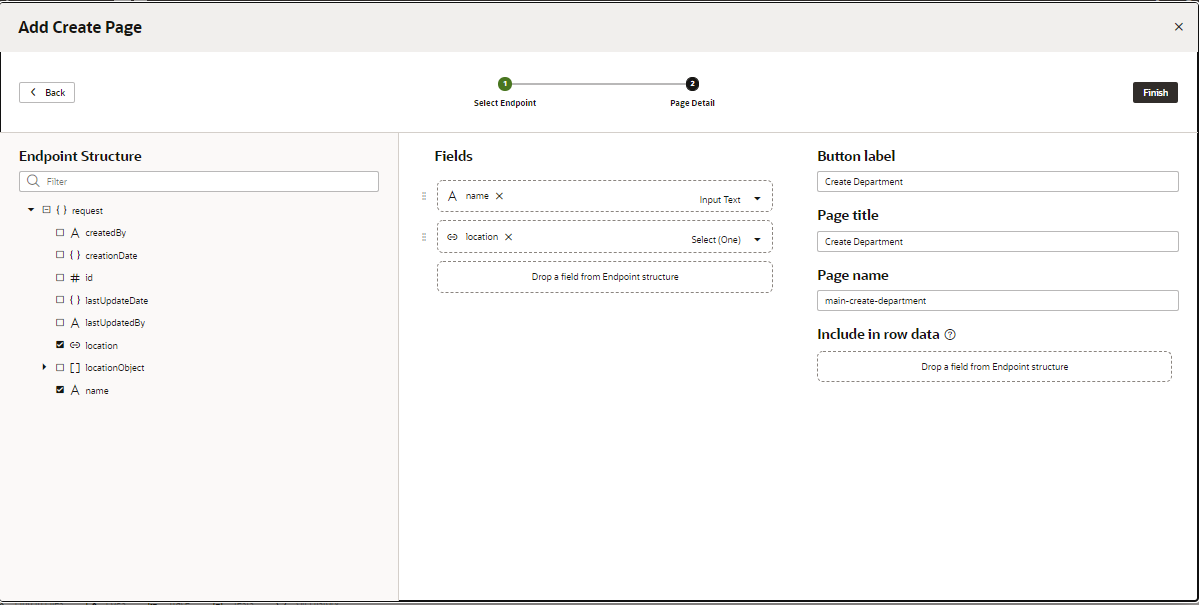 Add Create Page
Back
1
2
Select Endpoint
Page Detail
Finish
Endpoint Structure
Filter
{ } request
A createdBy
{ } creationDate
# id
{ } lastUpdateDate
A lastUpdatedBy
location
[ ] locationObject
A name
Fields
A name
Input Text
location
Select (One)
Drop a field from Endpoint structure
Button label
Create Department
Page title
Create Department
Page name
main-create-department
Include in row data ?
Drop a field from Endpoint structure